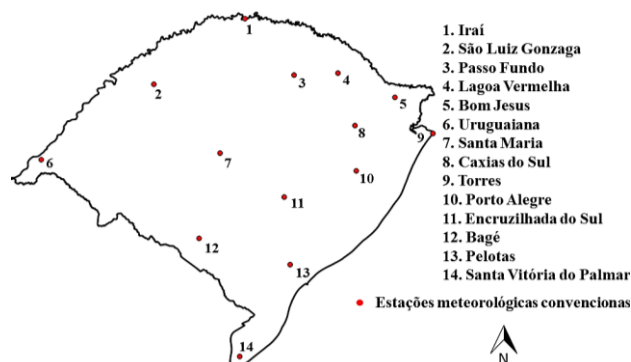 1. Iraí
2. São Luiz Gonzaga
3. Passo Fundo
4. Lagoa Vermelha
5. Bom Jesus
6. Uruguaiana
7. Santa Maria
8. Caxias do Sul
9. Torres
10. Porto Alegre
11. Encruzilhada do Sul
12. Bagé
13. Pelotas
14. Santa Vitória do Palmar
Estações meteorológicas convencionas
1
2
3
4
5
6
7
8
9
10
11
12
13
14
N